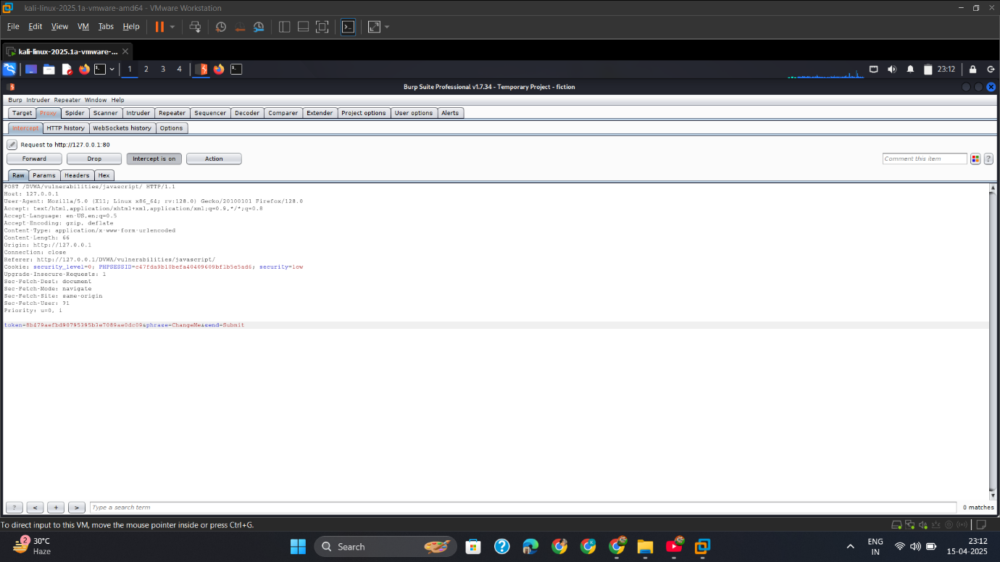 kali-linux-2025.1a-vmware-amd64 - VMware Workstation
File Edit View VM Tabs Help
kali-linux-2025.1a-vmware-...
1 2 3 4 23:12
Burp Suite Professional v1.7.34 - Temporary Project - fiction
Burp Intruder Repeater Window Help
Target Proxy Spider Scanner Intruder Repeater Sequencer Decoder Comparer Extender Project options User options Alerts
Intercept HTTP history WebSockets history Options
Request to http://127.0.0.1:80
Forward Drop Intercept is on Action Comment this item ?
Raw Params Headers Hex
POST /DVWA/vulnerabilities/javascript/ HTTP/1.1
Host: 127.0.0.1
User-Agent: Mozilla/5.0 (X11; Linux x86_64; rv:128.0) Gecko/20100101 Firefox/128.0
Accept: text/html,application/xhtml+xml,application/xml;q=0.9,*/*;q=0.8
Accept-Language: en-US,en;q=0.5
Accept-Encoding: gzip, deflate
Content-Type: application/x-www-form-urlencoded
Content-Length: 66
Origin: http://127.0.0.1
Connection: close
Referer: http://127.0.0.1/DVWA/vulnerabilities/javascript/
Cookie: security_level=0; PHPSESSID=c47fda9b10befa40409609bf1b5e5ad6; security=low
Upgrade-Insecure-Requests: 1
Sec-Fetch-Dest: document
Sec-Fetch-Mode: navigate
Sec-Fetch-Site: same-origin
Sec-Fetch-User: ?1
Priority: u=0, i
token=8b479aefbd90795395b3e7089ae0dc09&phrase=ChangeMe&send=Submit
? < + > Type a search term 0 matches
To direct input to this VM, move the mouse pointer inside or press Ctrl+G.
2 30°C
Haze
Search
ENG
IN
23:12
15-04-2025